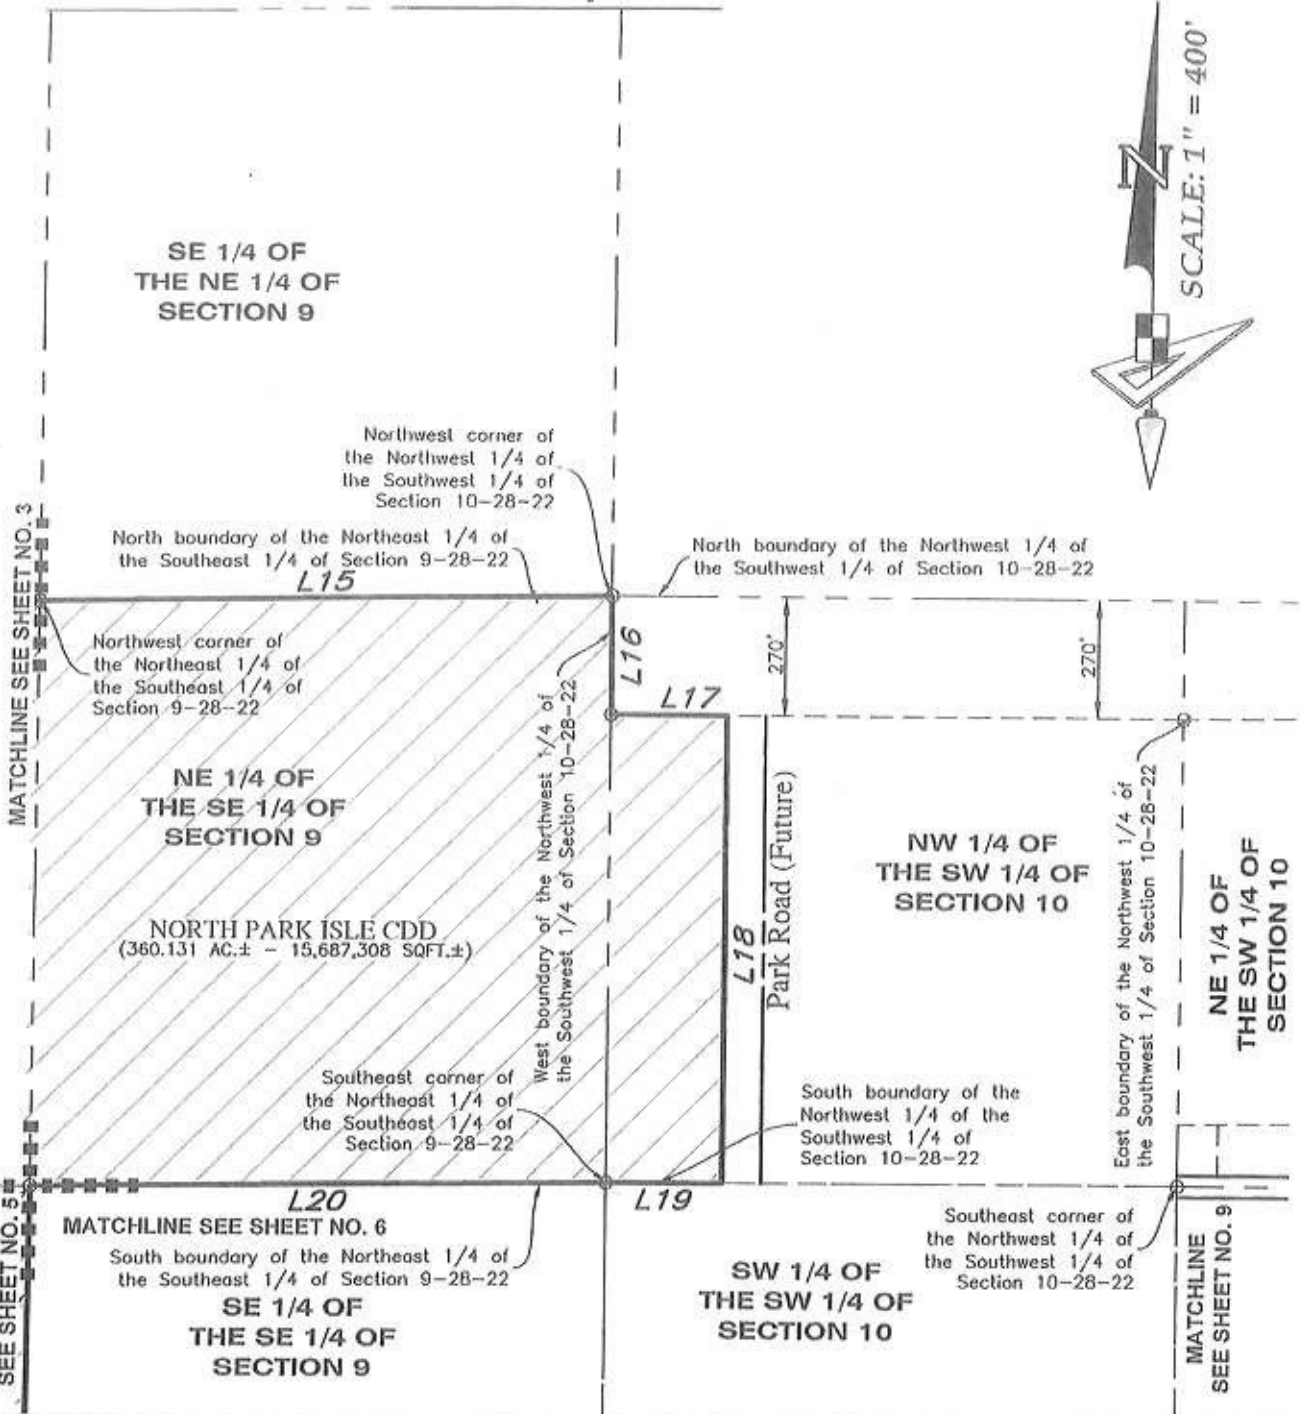 N
SCALE: 1" = 400'
SE 1/4 OF
THE NE 1/4 OF
SECTION 9
Northwest corner of
the Northwest 1/4 of
the Southwest 1/4 of
Section 10-28-22
MATCHLINE SEE SHEET NO. 3
North boundary of the Northeast 1/4 of
the Southeast 1/4 of Section 9-28-22
L15
North boundary of the Northwest 1/4 of
the Southwest 1/4 of Section 10-28-22
Northwest corner of
the Northeast 1/4 of
the Southeast 1/4 of
Section 9-28-22
L16
L17
270'
270'
NE 1/4 OF
THE SE 1/4 OF
SECTION 9
West boundary of the Northwest 1/4 of
the Southwest 1/4 of Section 10-28-22
L18
Park Road (Future)
NW 1/4 OF
THE SW 1/4 OF
SECTION 10
East boundary of the Northwest 1/4 of
the Southwest 1/4 of Section 10-28-22
NE 1/4 OF
THE SW 1/4 OF
SECTION 10
NORTH PARK ISLE CDD
(360.131 AC.± - 15,687,308 SQFT.±)
Southeast corner of
the Northeast 1/4 of
the Southeast 1/4 of
Section 9-28-22
South boundary of the
Northwest 1/4 of the
Southwest 1/4 of
Section 10-28-22
L20
L19
SEE SHEET NO. 5
MATCHLINE SEE SHEET NO. 6
South boundary of the Northeast 1/4 of
the Southeast 1/4 of Section 9-28-22
SE 1/4 OF
THE SE 1/4 OF
SECTION 9
SW 1/4 OF
THE SW 1/4 OF
SECTION 10
Southeast corner of
the Northwest 1/4 of
the Southwest 1/4 of
Section 10-28-22
MATCHLINE
SEE SHEET NO. 9